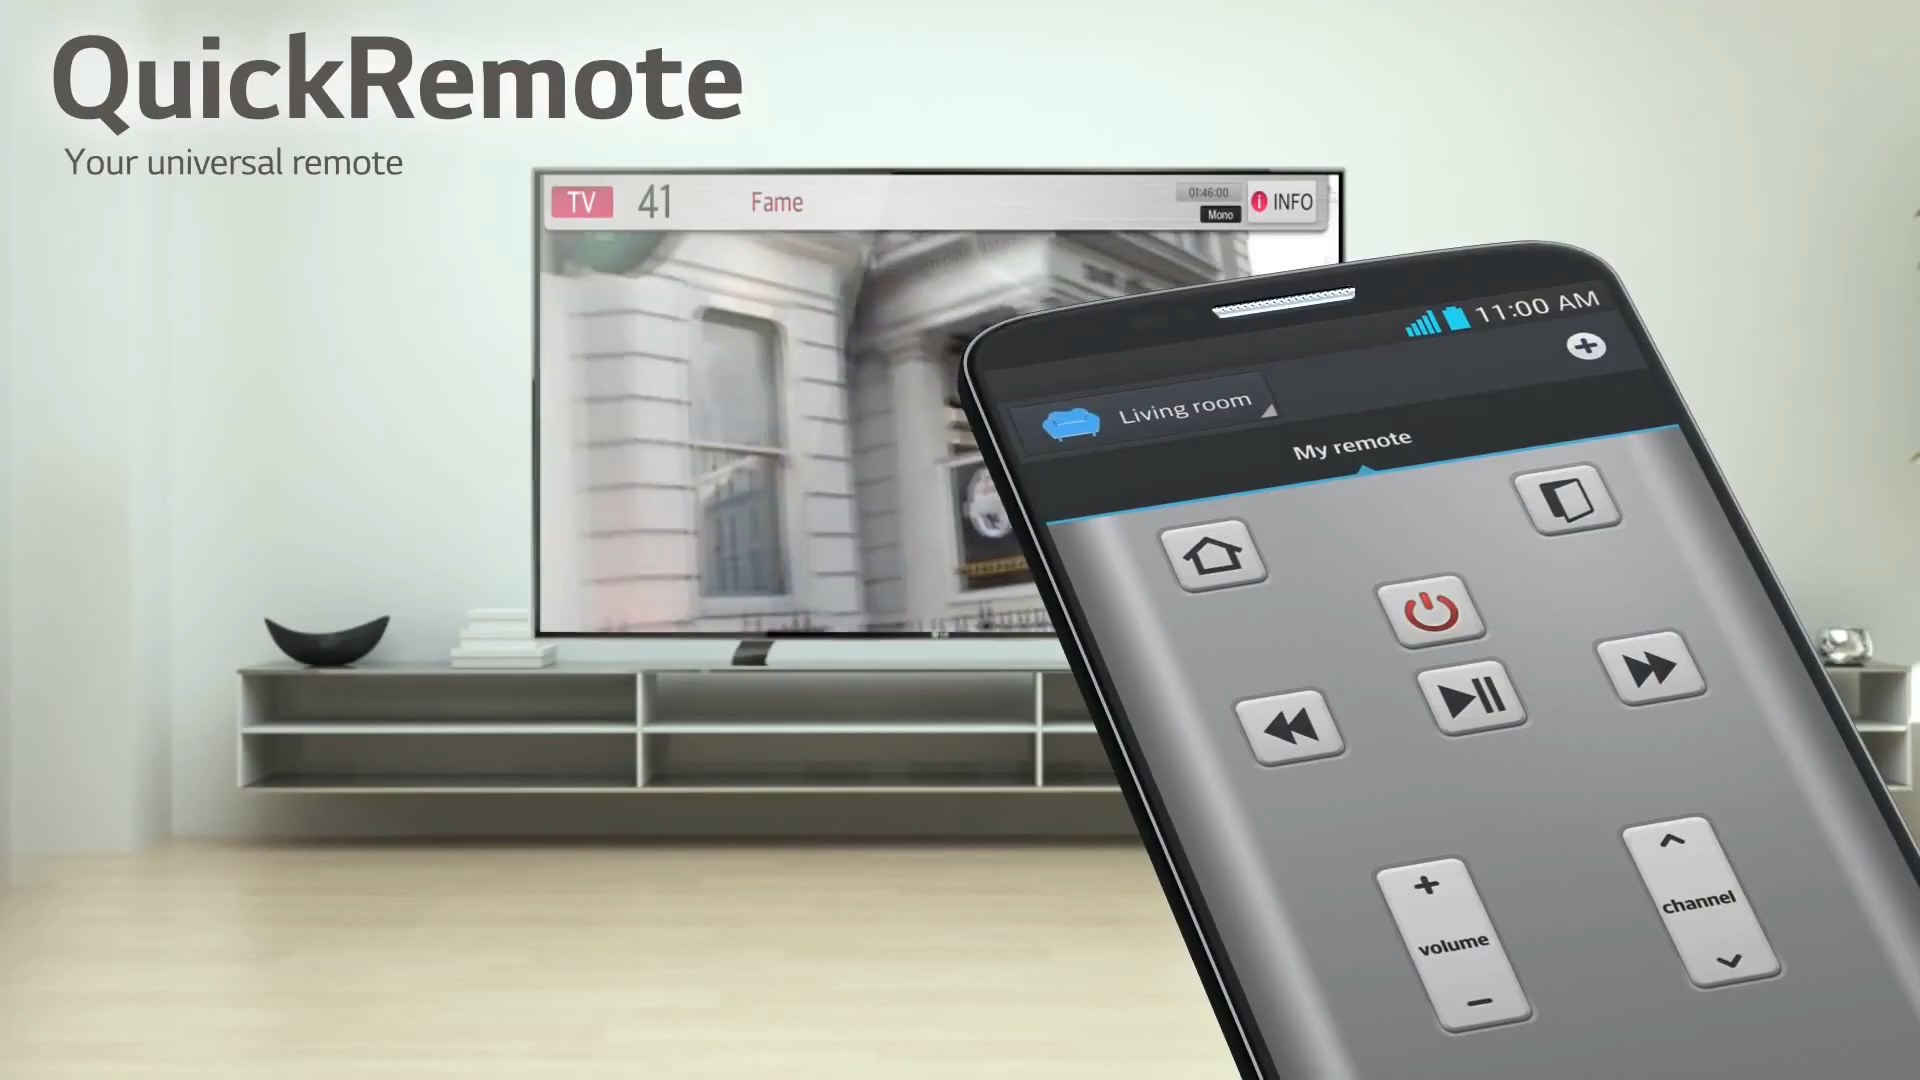 QuickRemote
Your universal remote
TV 41 Fame 01:46:00 Mono INFO
11:00 AM
Living room
My remote
volume
channel